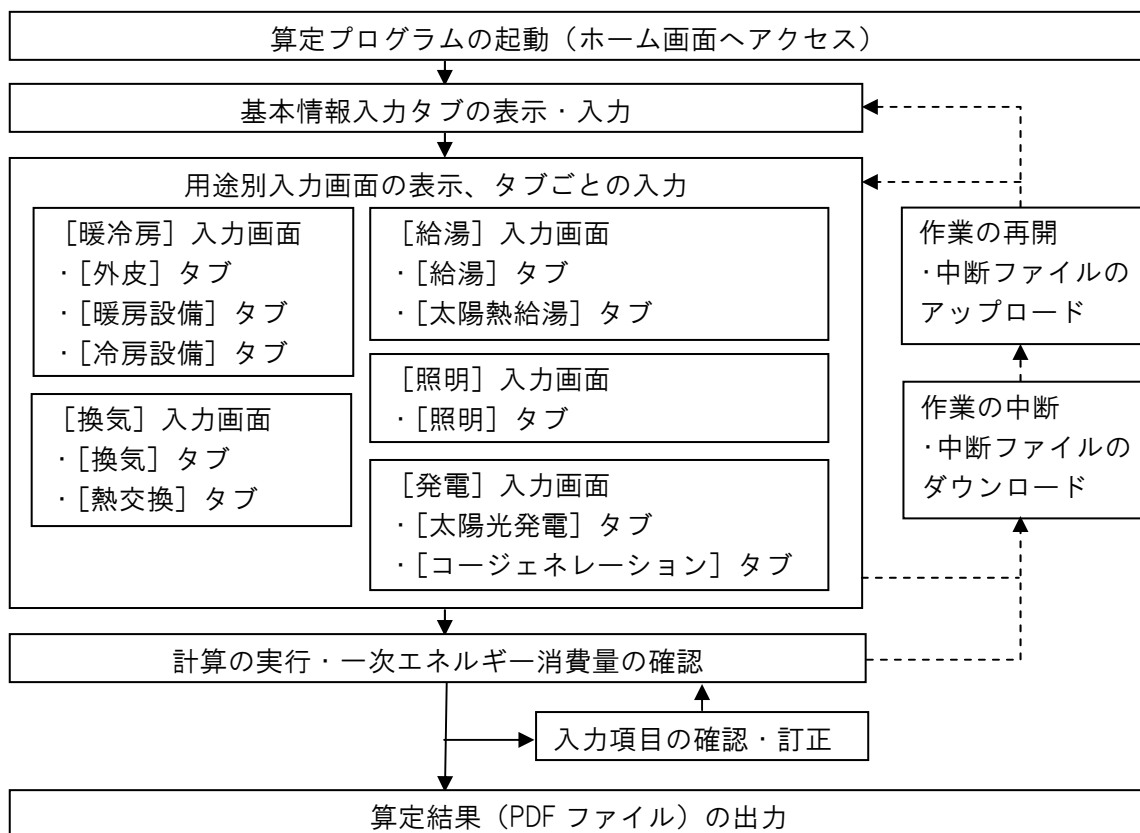 算定プログラムの起動（ホーム画面へアクセス）
基本情報入力タブの表示・入力
用途別入力画面の表示、タブごとの入力
［暖冷房］入力画面
・［外皮］タブ
・［暖房設備］タブ
・［冷房設備］タブ
［換気］入力画面
・［換気］タブ
・［熱交換］タブ
［給湯］入力画面
・［給湯］タブ
・［太陽熱給湯］タブ
［照明］入力画面
・［照明］タブ
［発電］入力画面
・［太陽光発電］タブ
・［コージェネレーション］タブ
作業の再開
・中断ファイルの
アップロード
作業の中断
・中断ファイルの
ダウンロード
計算の実行・一次エネルギー消費量の確認
入力項目の確認・訂正
算定結果（PDF ファイル）の出力